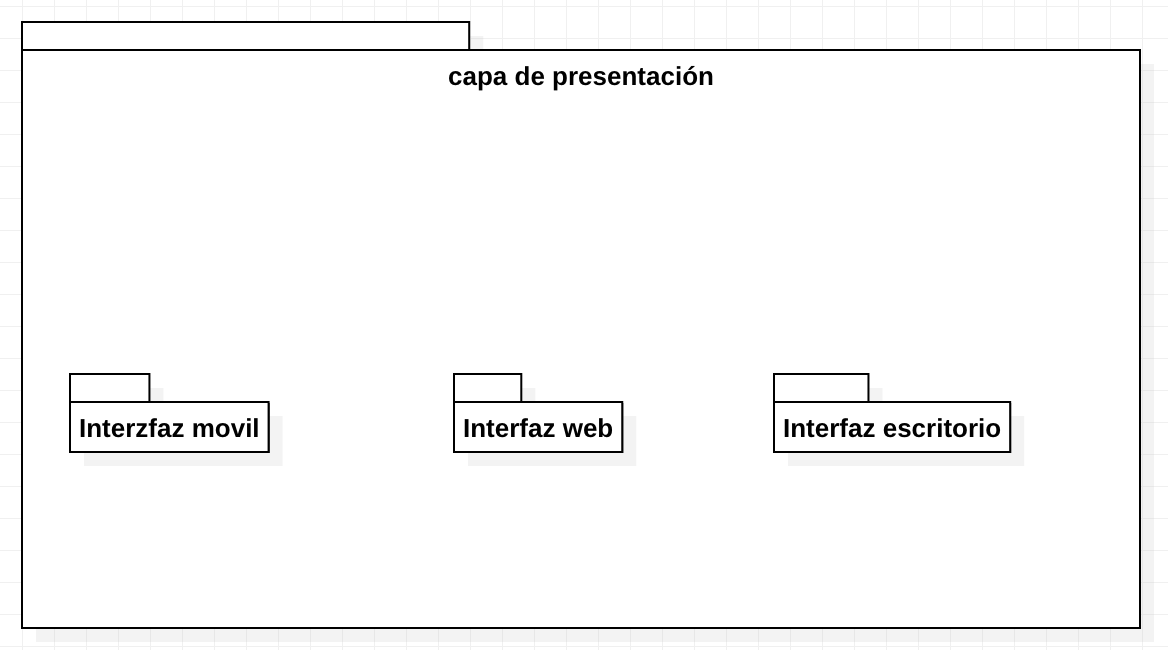 capa de presentación
Interzfaz movil
Interfaz web
Interfaz escritorio